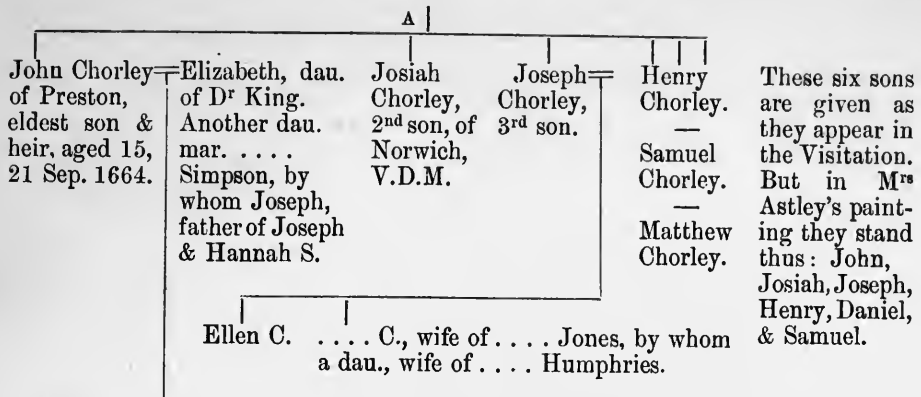 A
John Chorley
of Preston,
eldest son &
heir, aged 15,
21 Sep. 1664.
Elizabeth, dau.
of Dr King.
Another dau.
mar. . . . .
Simpson, by
whom Joseph,
father of Joseph
& Hannah S.
Josiah
Chorley,
2nd son, of
Norwich,
V.D.M.
Joseph
Chorley,
3rd son.
Henry
Chorley.
—
Samuel
Chorley.
—
Matthew
Chorley.
These six sons
are given as
they appear in
the Visitation.
But in Mrs
Astley's paint-
ing they stand
thus: John,
Josiah, Joseph,
Henry, Daniel,
& Samuel.
Ellen C.
. . . . C., wife of . . . . Jones, by whom
a dau., wife of . . . . Humphries.